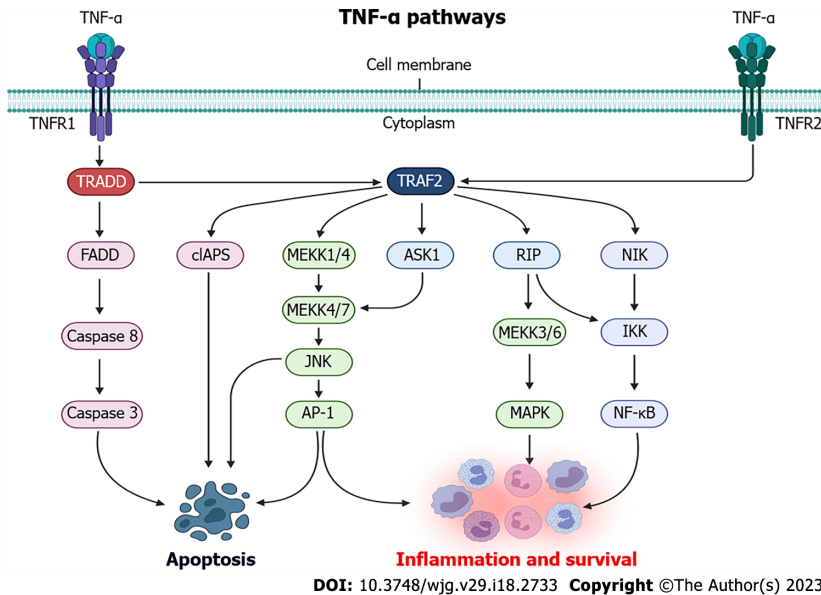 TNF-ɑ pathways
TNF-ɑ
TNF-ɑ
Cell membrane
TNFR1
Cytoplasm
TNFR2
TRADD
TRAF2
FADD
clAPS
MEKK1/4
ASK1
RIP
NIK
MEKK4/7
Caspase 8
MEKK3/6
IKK
JNK
Caspase 3
AP-1
MAPK
NF-κB
Apoptosis
Inflammation and survival
DOI: 10.3748/wjg.v29.i18.2733 Copyright ©The Author(s) 2023